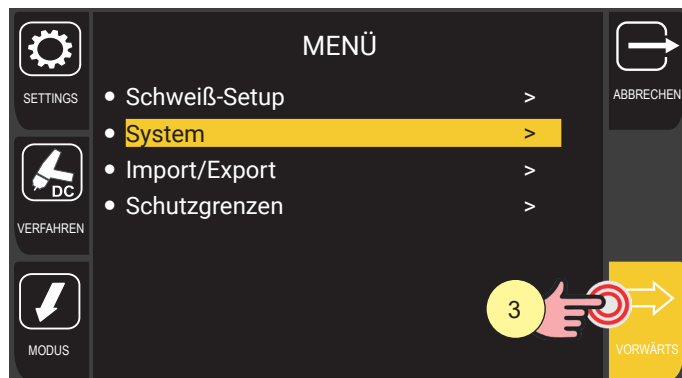 MENÜ
SETTINGS
ABBRECHEN
• Schweiß-Setup >
• System >
• Import/Export >
• Schutzgrenzen >
DC
VERFAHREN
3
MODUS
VORWÄRTS